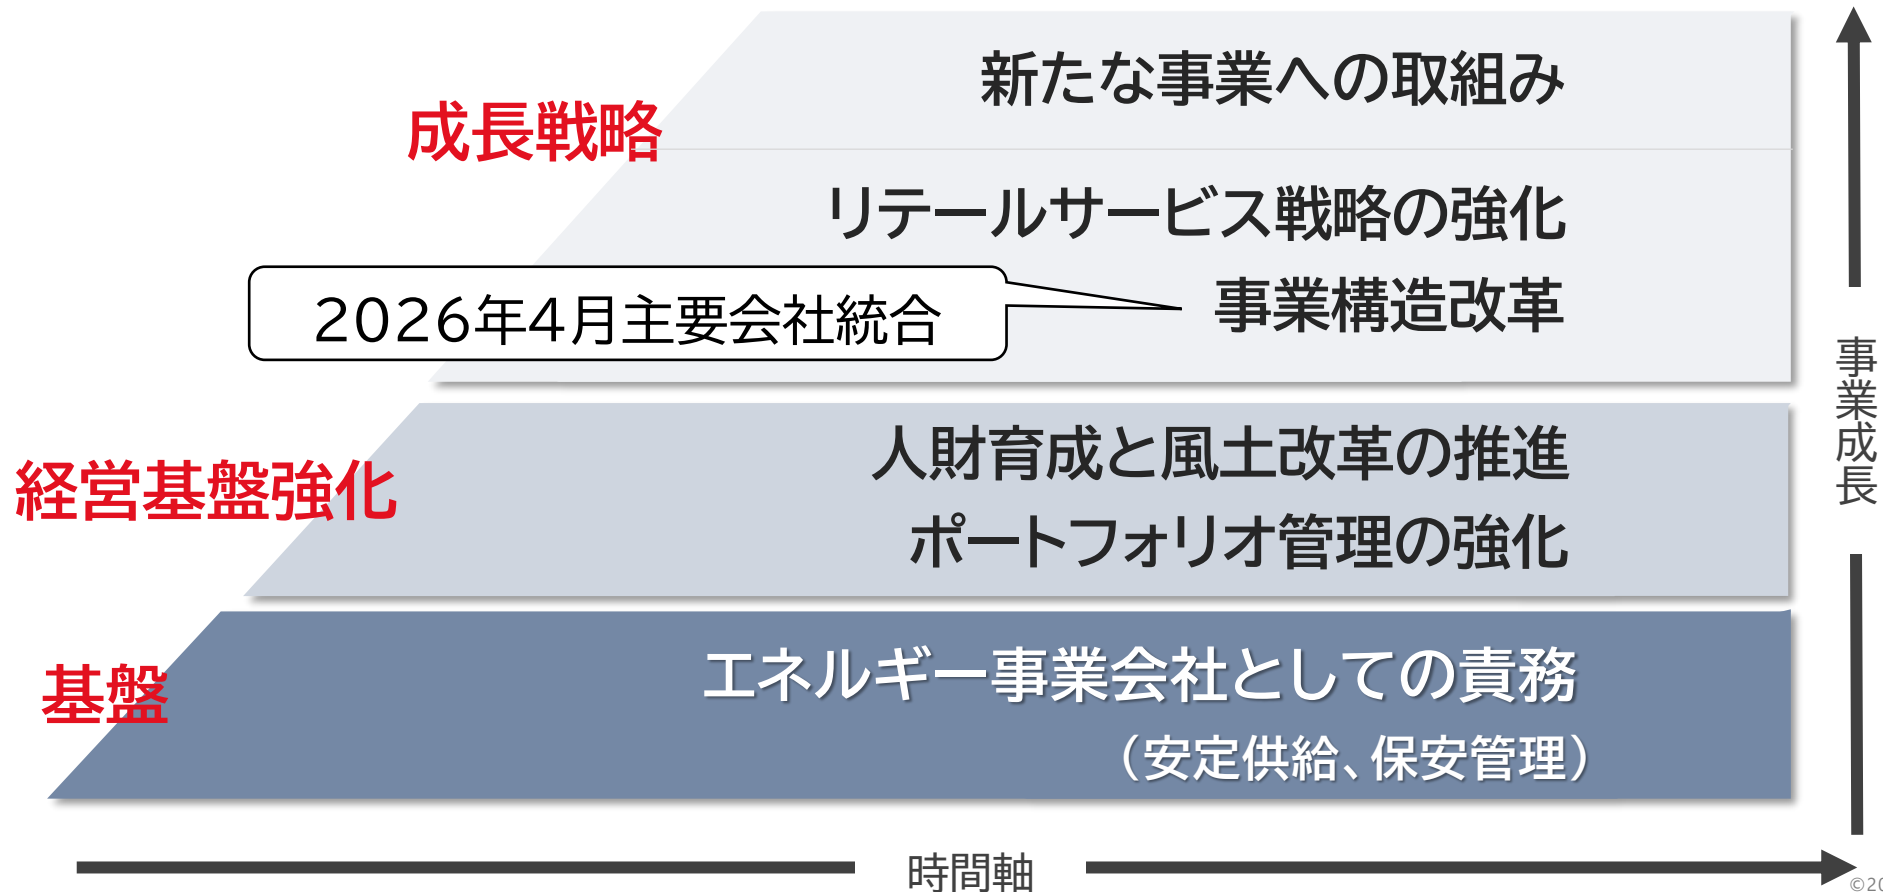 新たな事業への取組み
成長戦略
リテールサービス戦略の強化
2026年4月主要会社統合
事業構造改革
人財育成と風土改革の推進
経営基盤強化
ポートフォリオ管理の強化
基盤
エネルギー事業会社としての責務
（安定供給、保安管理）
事業成長
時間軸